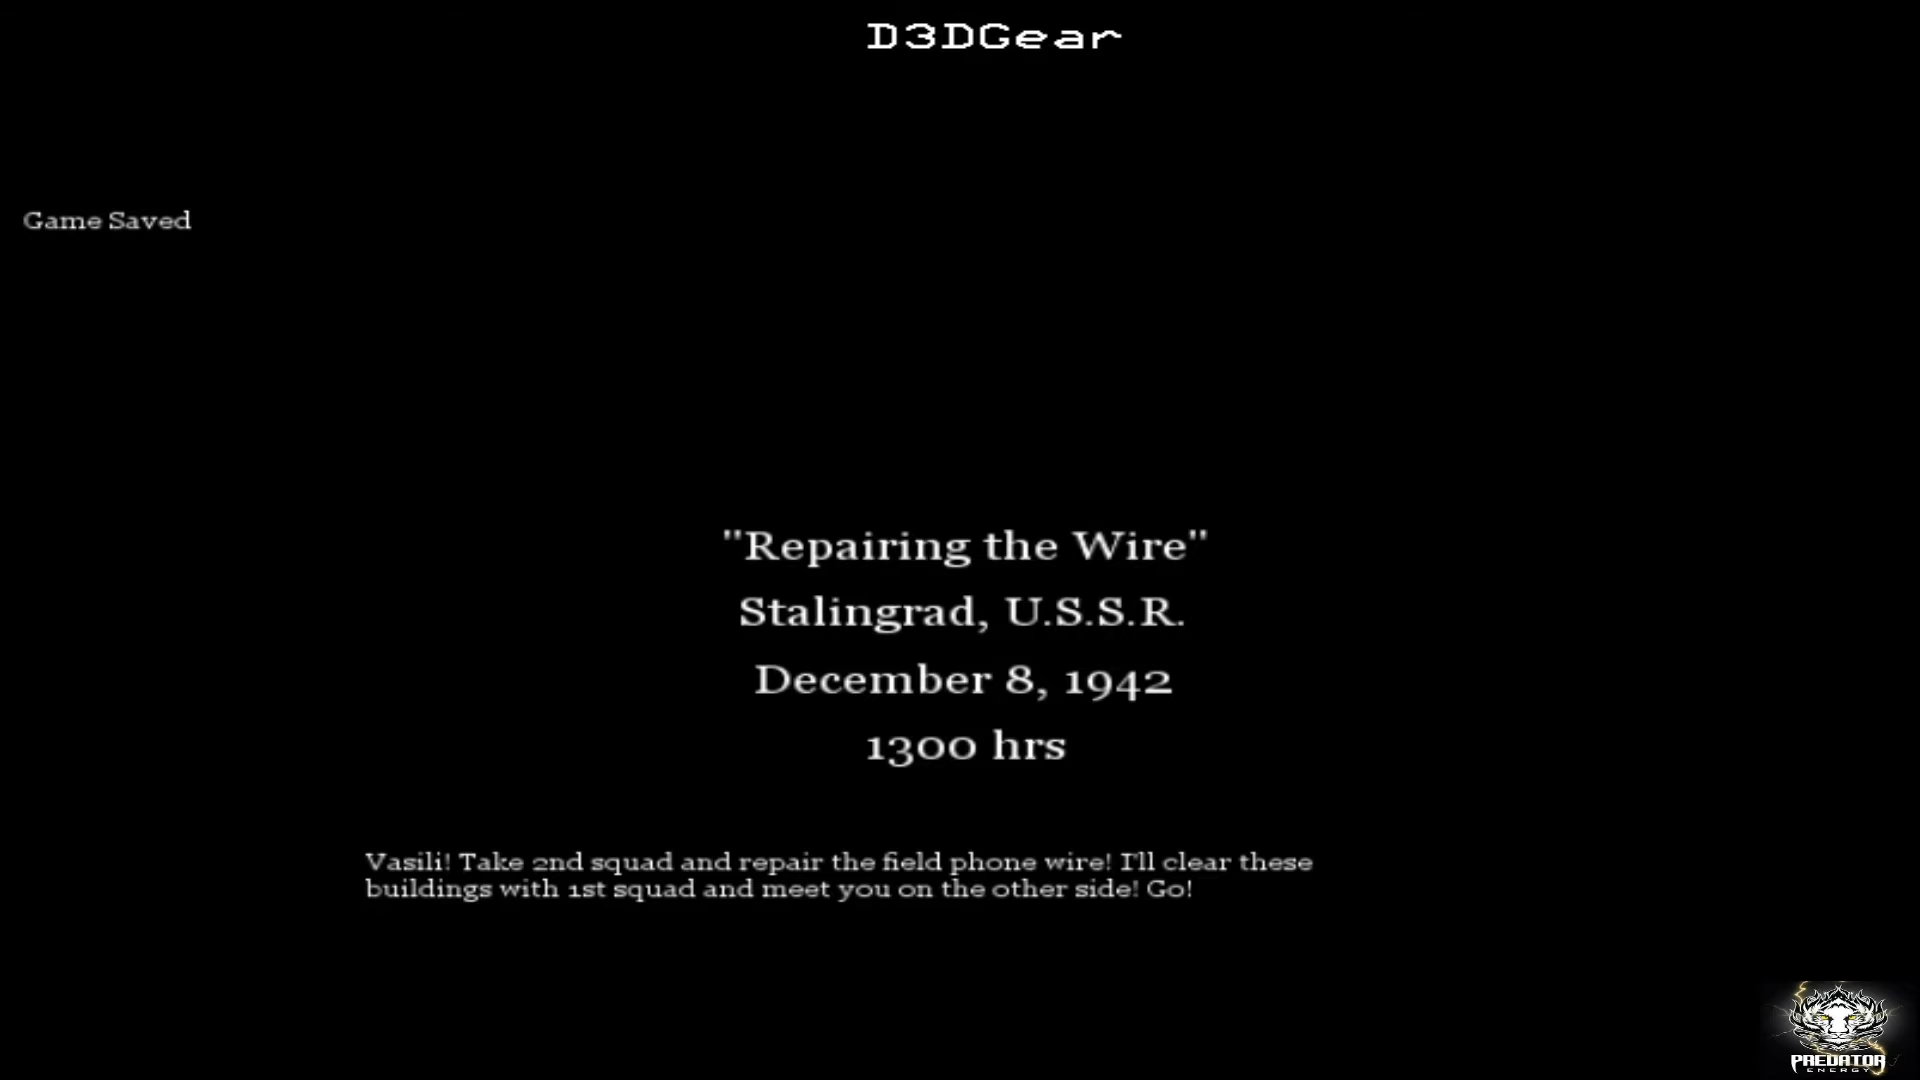 D3DGear
Game Saved
"Repairing the Wire"
Stalingrad, U.S.S.R.
December 8, 1942
1300 hrs
Vasili! Take 2nd squad and repair the field phone wire! I'll clear these
buildings with 1st squad and meet you on the other side! Go!
PREDATOR
ENERGY